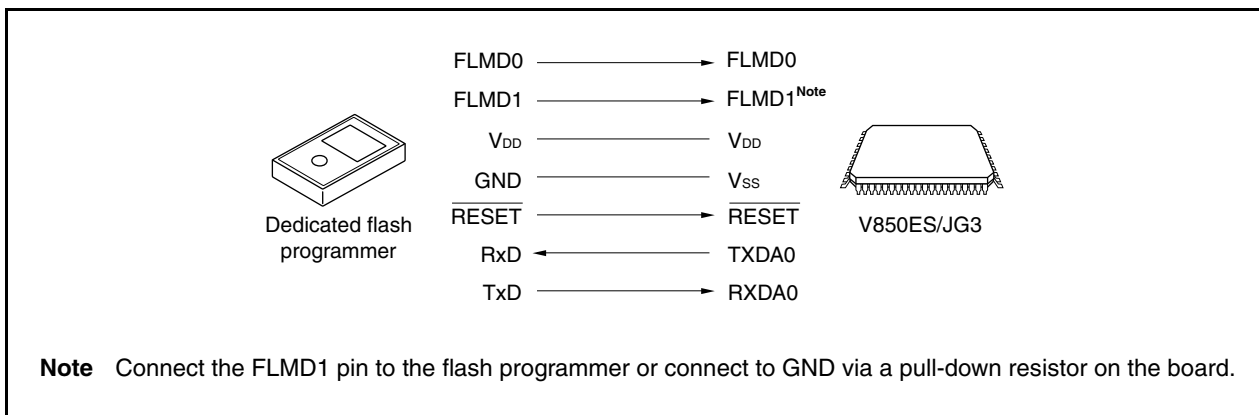 FLMD0 FLMD0
FLMD1 FLMD1Note
VDD VDD
GND VSS
RESET RESET
RxD TXDA0
TxD RXDA0
Dedicated flash
programmer
V850ES/JG3
Note Connect the FLMD1 pin to the flash programmer or connect to GND via a pull-down resistor on the board.